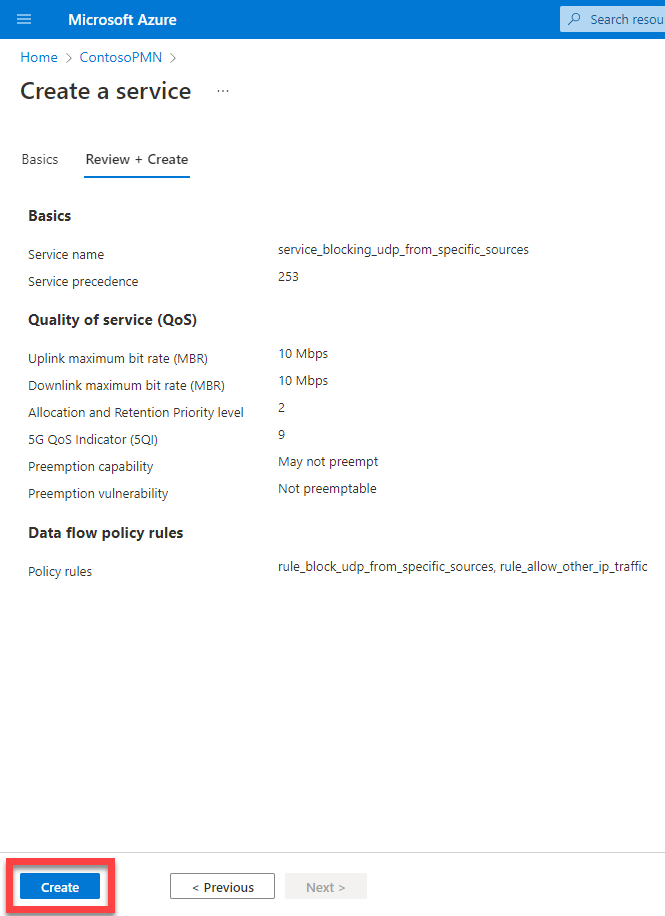 Microsoft Azure
Search resou
Home > ContosoPMN >
Create a service ...
Basics Review + Create
Basics
Service name service_blocking_udp_from_specific_sources
Service precedence 253
Quality of service (QoS)
Uplink maximum bit rate (MBR) 10 Mbps
Downlink maximum bit rate (MBR) 10 Mbps
Allocation and Retention Priority level 2
5G QoS Indicator (5QI) 9
Preemption capability May not preempt
Preemption vulnerability Not preemptable
Data flow policy rules
Policy rules rule_block_udp_from_specific_sources, rule_allow_other_ip_traffic
Create < Previous Next >